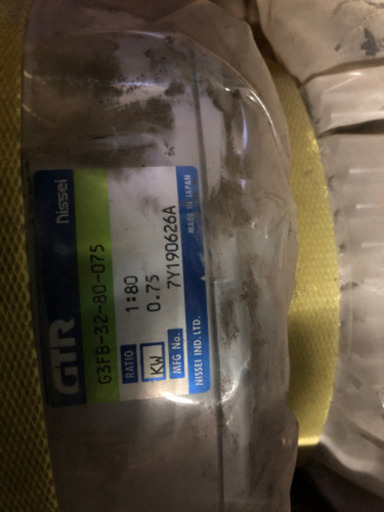 GTR nissei
G3FB-32-80-075
RATIO 1:80
KW 0.75
MFG No. 7Y190626A
NISSEI IND.LTD. MADE IN JAPAN